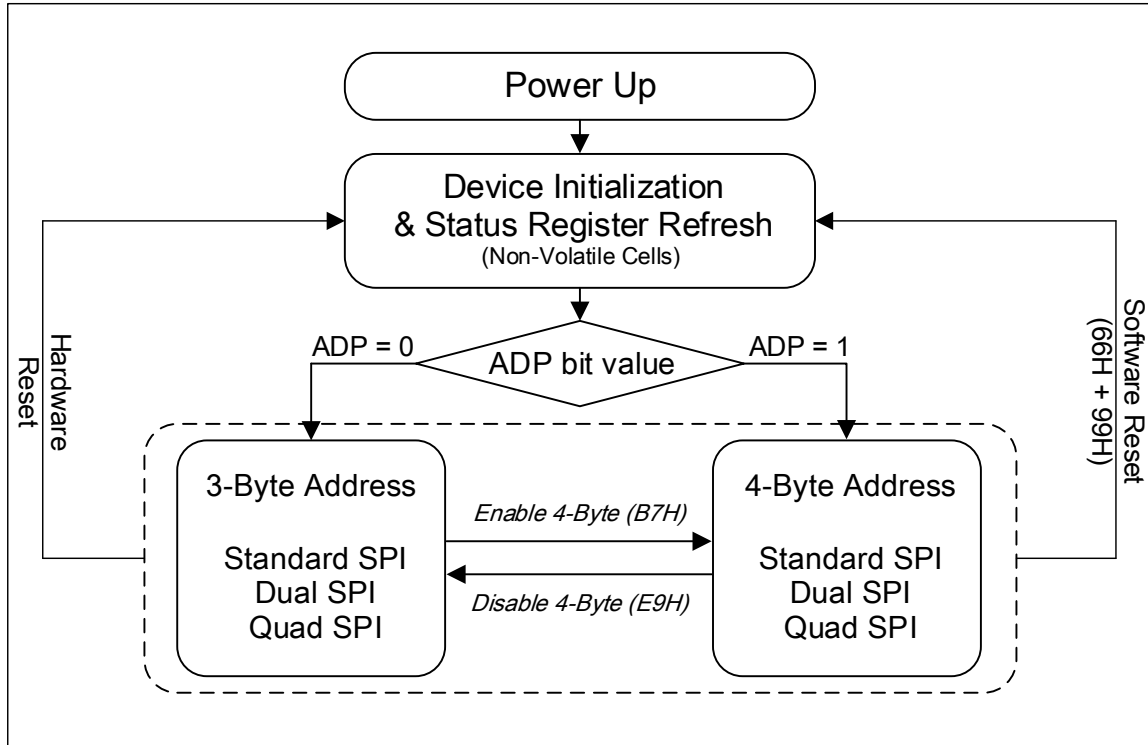 Power Up
Device Initialization
& Status Register Refresh
(Non-Volatile Cells)
Hardware
Reset
Software Reset
(66H + 99H)
ADP = 0
ADP bit value
ADP = 1
3-Byte Address
Standard SPI
Dual SPI
Quad SPI
Enable 4-Byte (B7H)
Disable 4-Byte (E9H)
4-Byte Address
Standard SPI
Dual SPI
Quad SPI